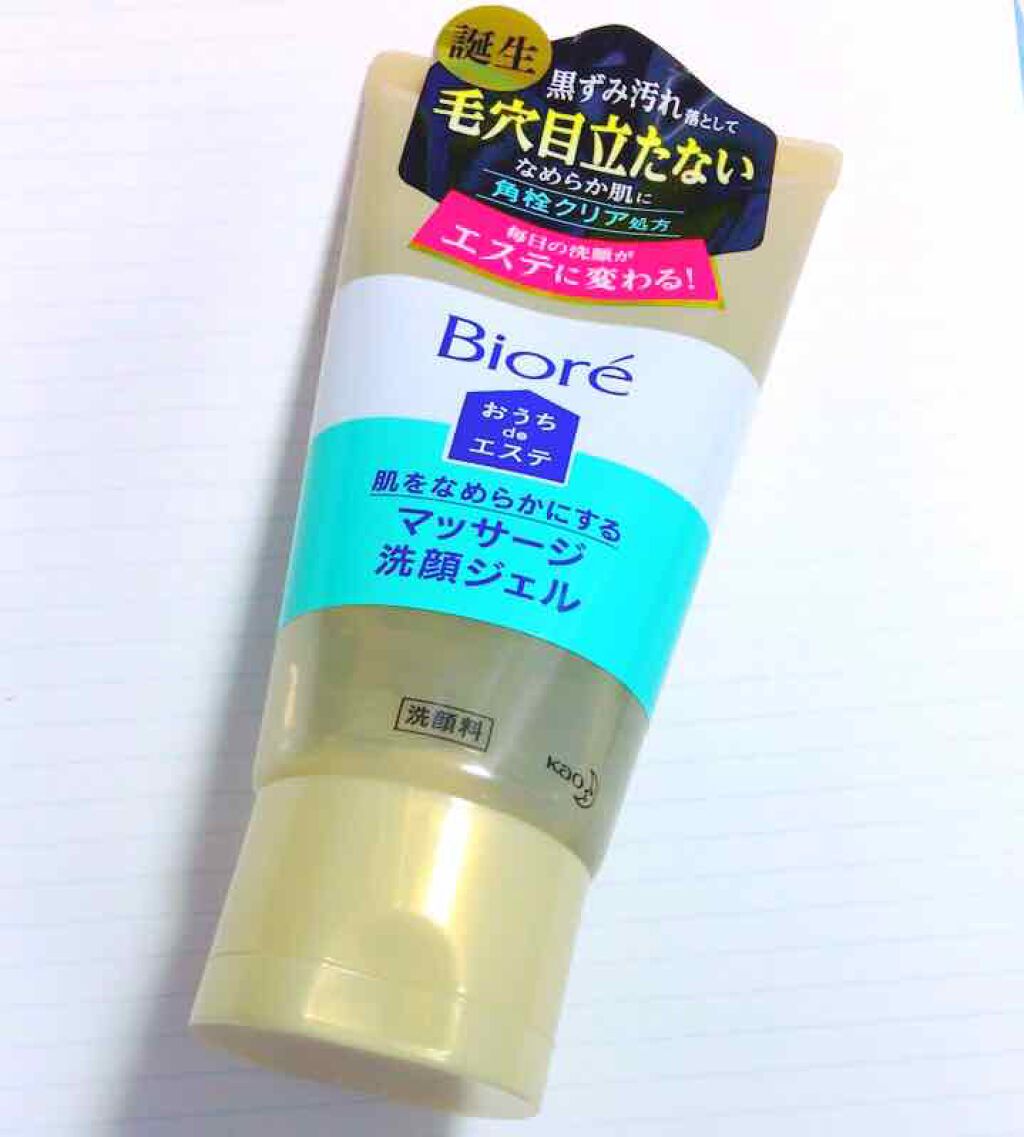 誕生
黒ずみ汚れ落として
毛穴目立たない
なめらか肌に
角栓クリア処方
毎日の洗顔が
エステに変わる!
Bioré
おうち
de
エステ
肌をなめらかにする
マッサージ
洗顔ジェル
洗顔料
Kao